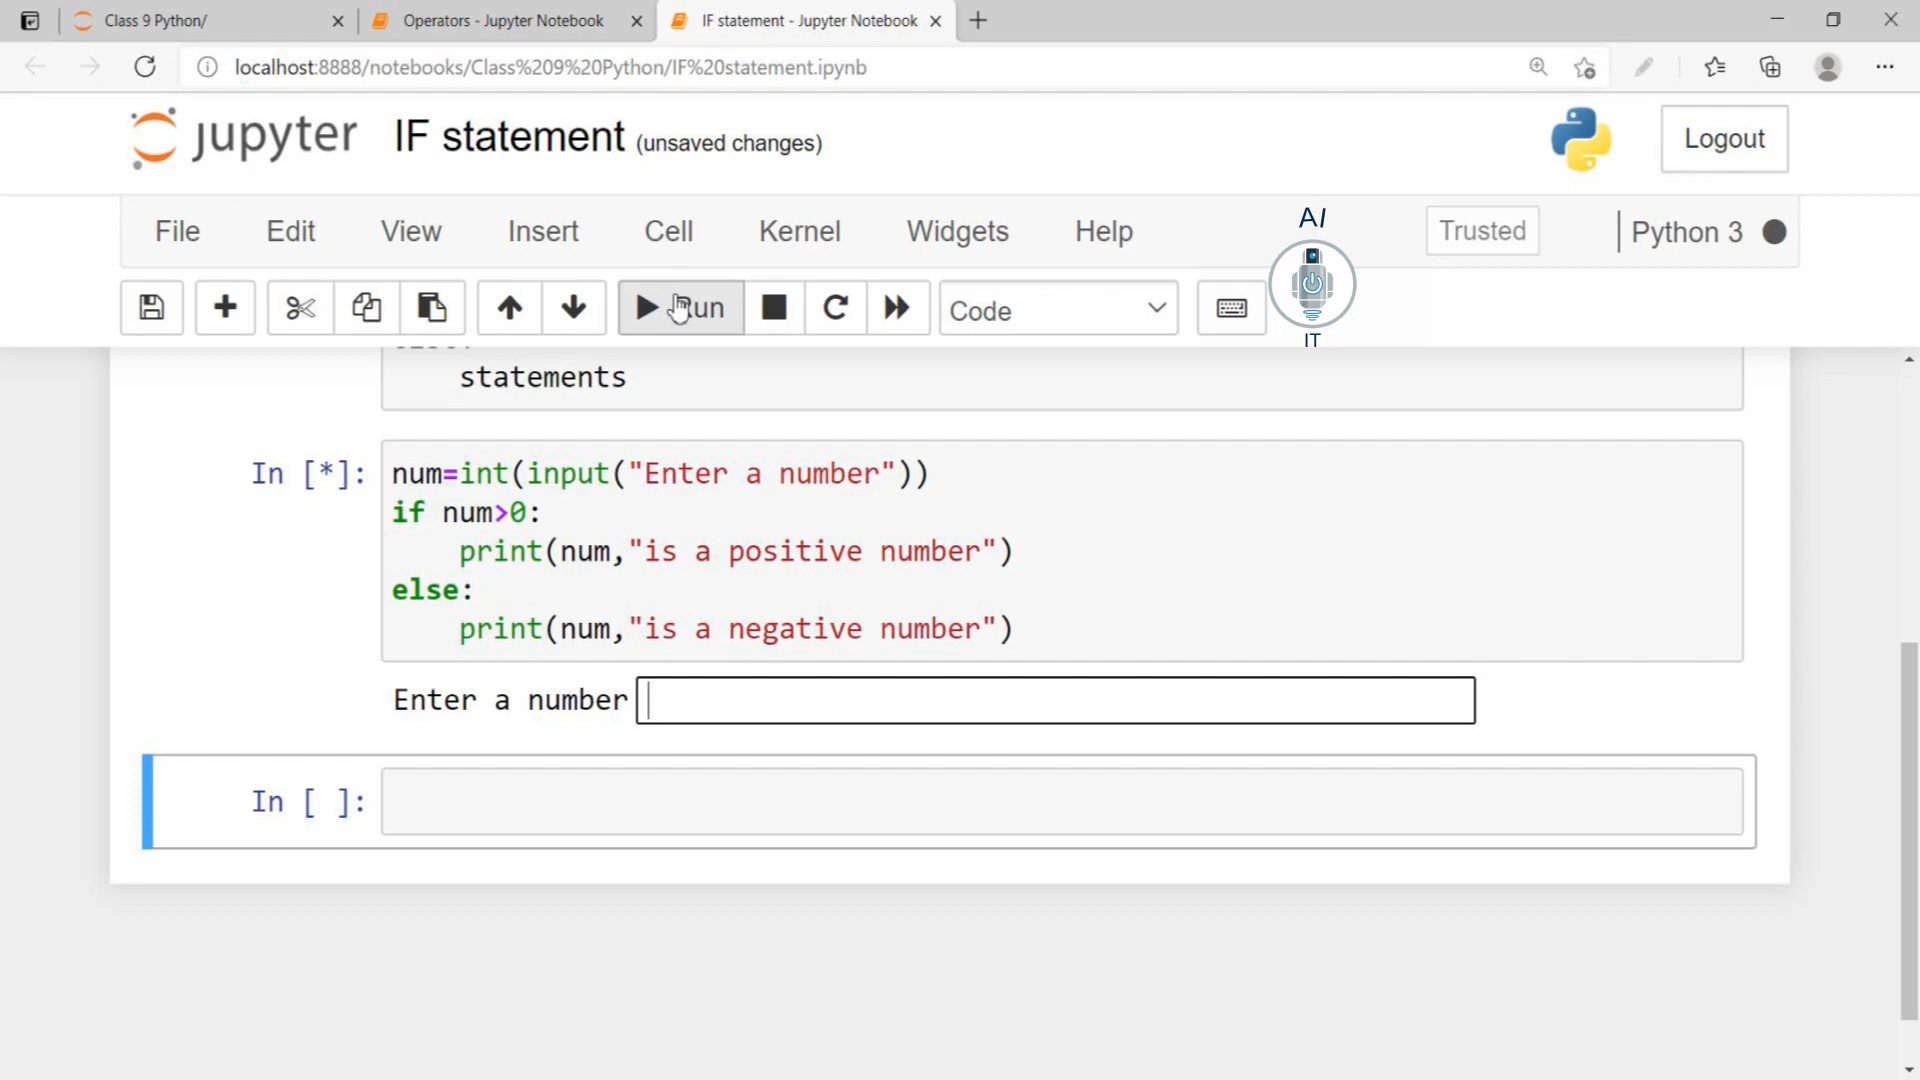 Class 9 Python/
Operators - Jupyter Notebook
IF statement - Jupyter Notebook
localhost:8888/notebooks/Class%209%20Python/IF%20statement.ipynb
jupyter IF statement (unsaved changes)
Logout
File Edit View Insert Cell Kernel Widgets Help
AI
Trusted
Python 3
Code
IT
statements
In [*]:
num=int(input("Enter a number"))
if num>0:
    print(num,"is a positive number")
else:
    print(num,"is a negative number")
Enter a number
In [ ]: